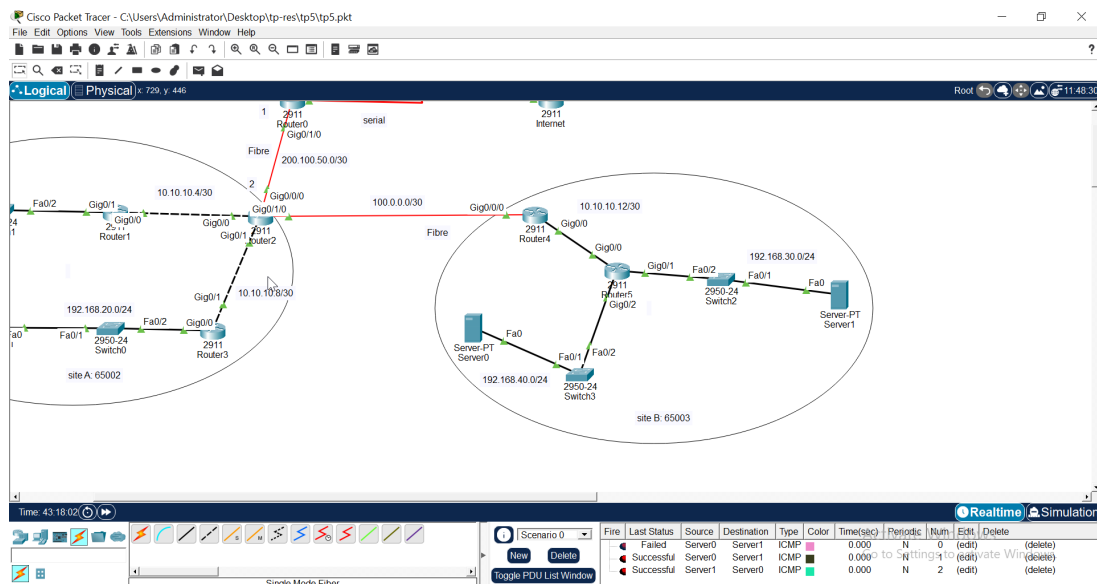 Cisco Packet Tracer - C:\Users\Administrator\Desktop\tp-res\tp5\tp5.pkt
File Edit Options View Tools Extensions Window Help
?
Logical Physical x: 729, y: 446 Root 11:48:30
1
2911
Router0
Gig0/1/0
serial
2911
Internet
Fibre
200.100.50.0/30
2
Gig0/0/0
10.10.10.4/30
Fa0/2
Gig0/1
Gig0/0
Router1
Gig0/0
Gig0/1/0
2911
outer2
Gig0/1
100.0.0.0/30
Fibre
Gig0/0/0
2911
Router4
10.10.10.12/30
Gig0/0
Gig0/0
2911
Router5
Gig0/1
Gig0/2
Fa0/2
2950-24
Switch2
Fa0/1
192.168.30.0/24
Fa0
Server-PT
Server1
10.10.10.8/30
Gig0/1
192.168.20.0/24
Fa0/1
2950-24
Switch0
Fa0/2
Gig0/0
2911
Router3
site A: 65002
Server-PT
Server0
Fa0
Fa0/1
Fa0/2
2950-24
Switch3
192.168.40.0/24
site B: 65003
Time: 43:18:02
Realtime Simulation
Scenario 0
New Delete
Toggle PDU List Window
Fire Last Status Source Destination Type Color Time(sec) Periodic Num Edit Delete
Failed Server0 Server1 ICMP 0.000 N 0 (edit) (delete)
Successful Server0 Server1 ICMP 0.000 N 1 (edit) (delete)
Successful Server1 Server0 ICMP 0.000 N 2 (edit) (delete)
Single Mode Fiber